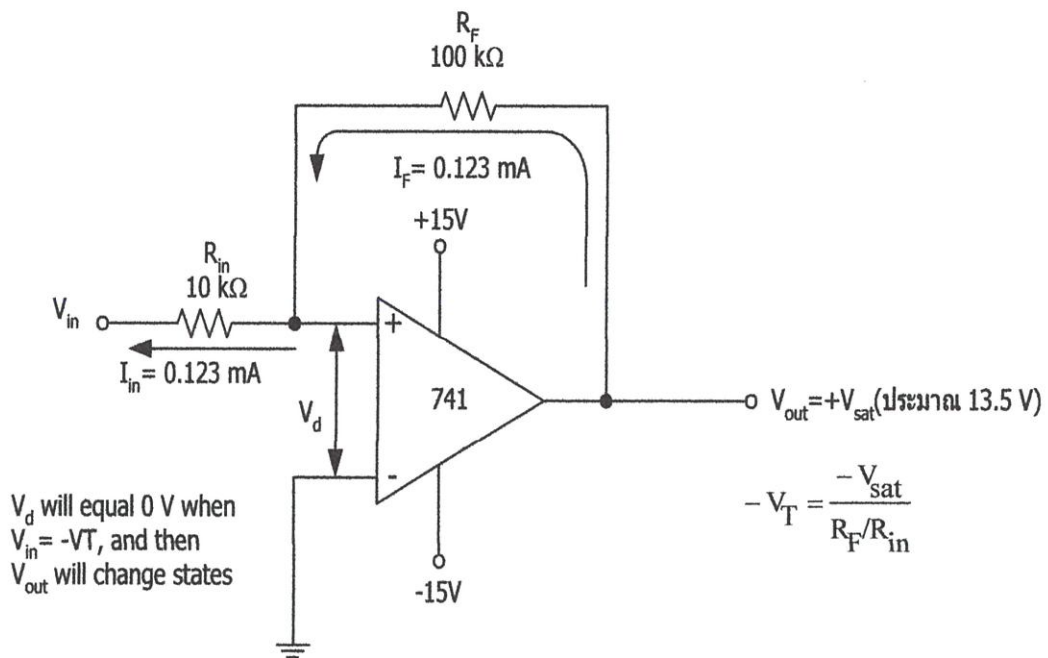 R_F
100 kΩ
I_F= 0.123 mA
+15V
R_in
10 kΩ
V_in
+
I_in= 0.123 mA
V_d
741
V_out=+V_sat(ประมาณ 13.5 V)
-
V_d will equal 0 V when
V_in= -VT, and then
V_out will change states
− V_T = − V_sat / R_F/R_in
-15V